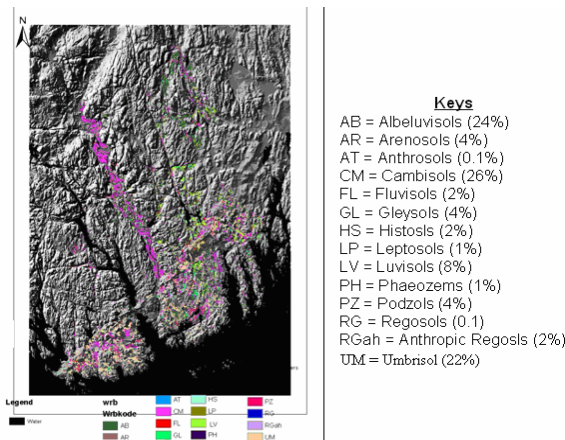 N
Keys
AB = Albeluvisols (24%)
AR = Arenosols (4%)
AT = Anthrosols (0.1%)
CM = Cambisols (26%)
FL = Fluvisols (2%)
GL = Gleysols (4%)
HS = Histosls (2%)
LP = Leptosols (1%)
LV = Luvisols (8%)
PH = Phaeozems (1%)
PZ = Podzols (4%)
RG = Regosols (0.1)
RGah = Anthropic Regosls (2%)
UM = Umbrisol (22%)
Legend
Water
wrb
Wrbkode
AB
AR
AT
CM
FL
GL
HS
LP
LV
PH
PZ
RG
RGah
UM